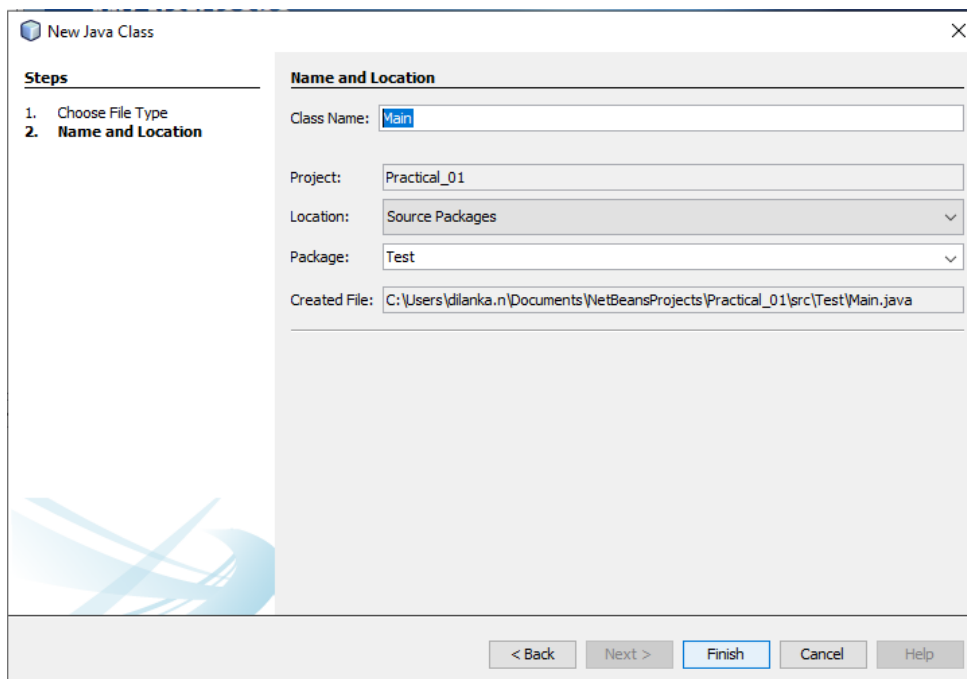 New Java Class
Steps
1. Choose File Type
2. Name and Location
Name and Location
Class Name: Main
Project: Practical_01
Location: Source Packages
Package: Test
Created File: C:\Users\dilanka.n\Documents\NetBeansProjects\Practical_01\src\Test\Main.java
< Back Next > Finish Cancel Help